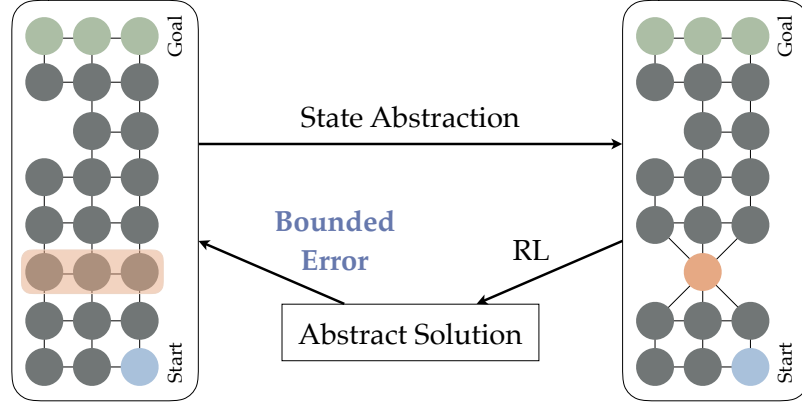 Goal
Start
State Abstraction
Bounded
Error
RL
Abstract Solution
Goal
Start